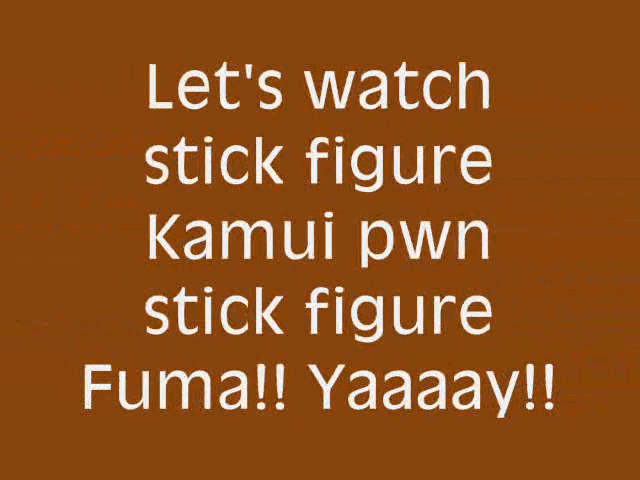 Let's watch
stick figure
Kamui pwn
stick figure
Fuma!! Yaaaay!!